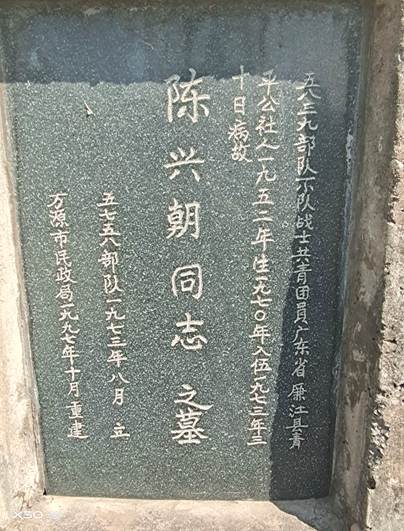 五八三九部队下队战士共青团员广东省廉江县青
平公社人一九五二年生一九七〇年入伍一九七三年三
十日病故
陈兴朝同志之墓
五七五八部队一九七三年八月 立
万源市民政局一九九七年十月重建
X50